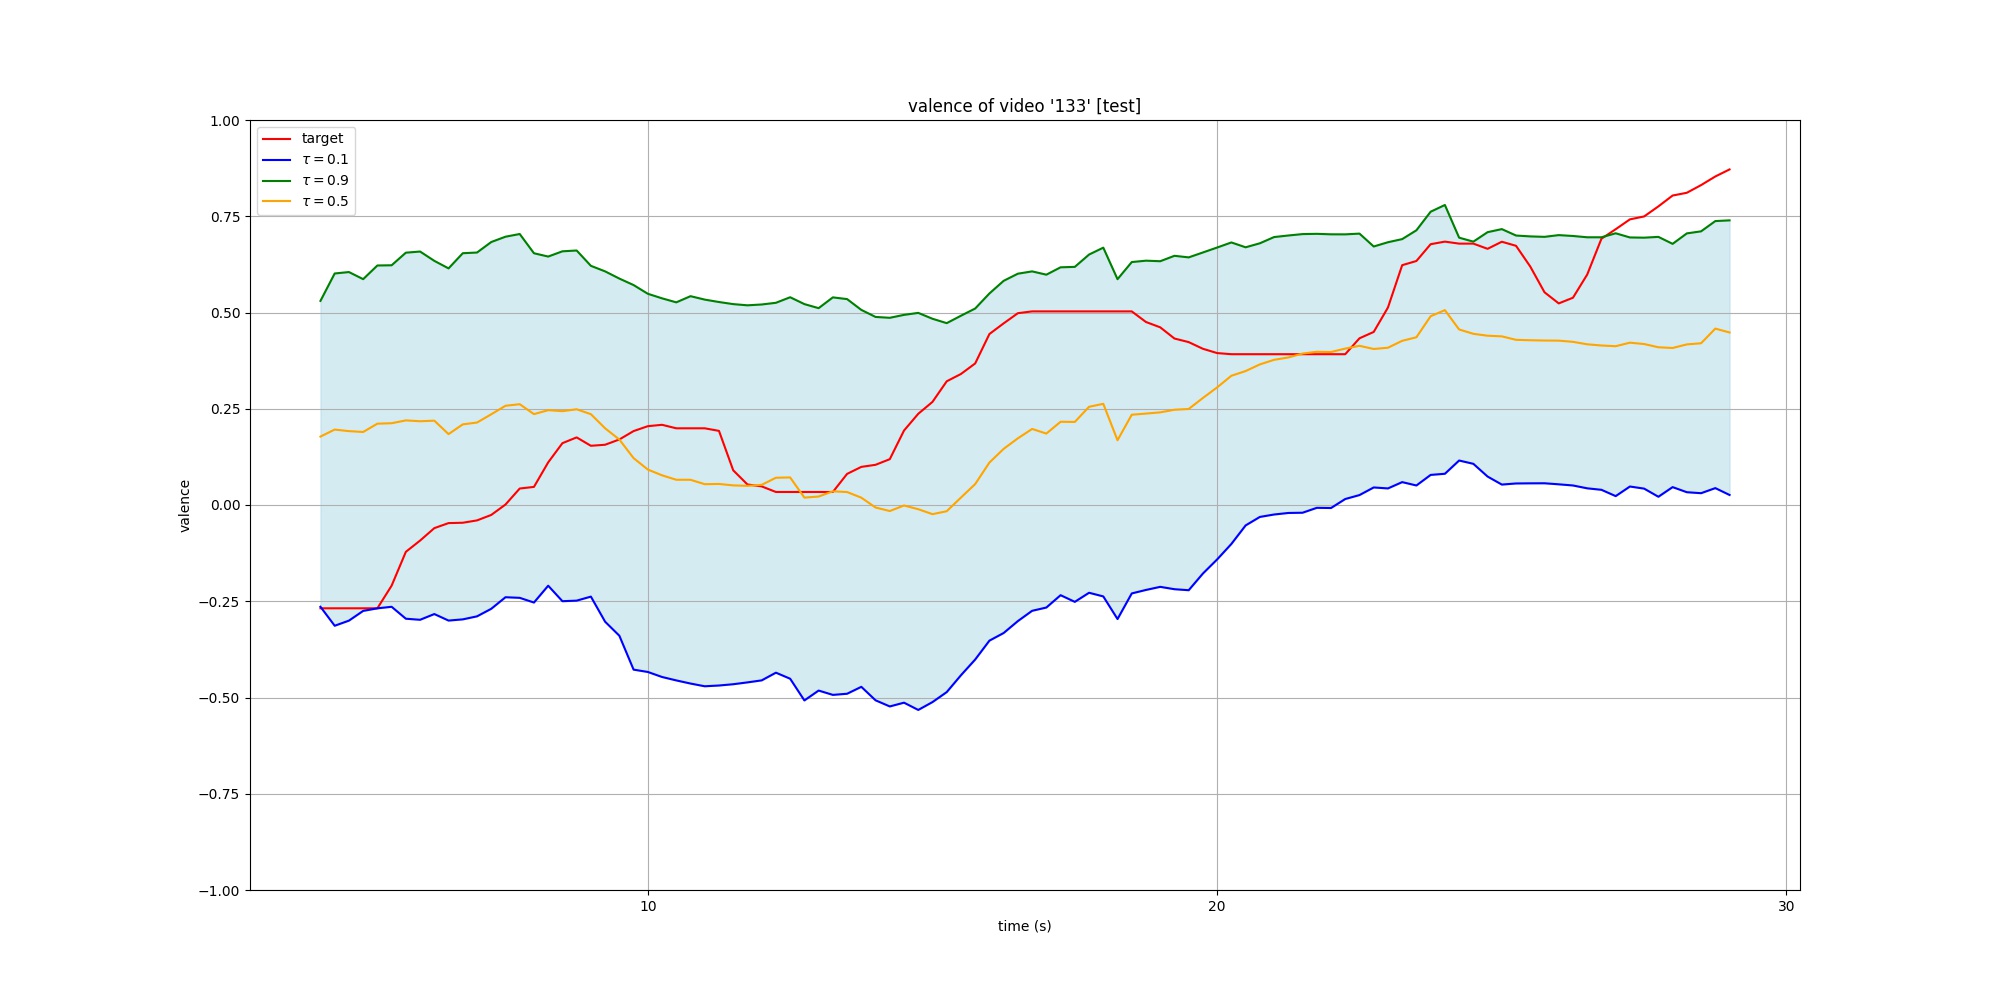 valence of video '133' [test]
target
τ = 0.1
τ = 0.9
τ = 0.5
1.00
0.75
0.50
0.25
0.00
−0.25
−0.50
−0.75
−1.00
valence
10 20 30
time (s)